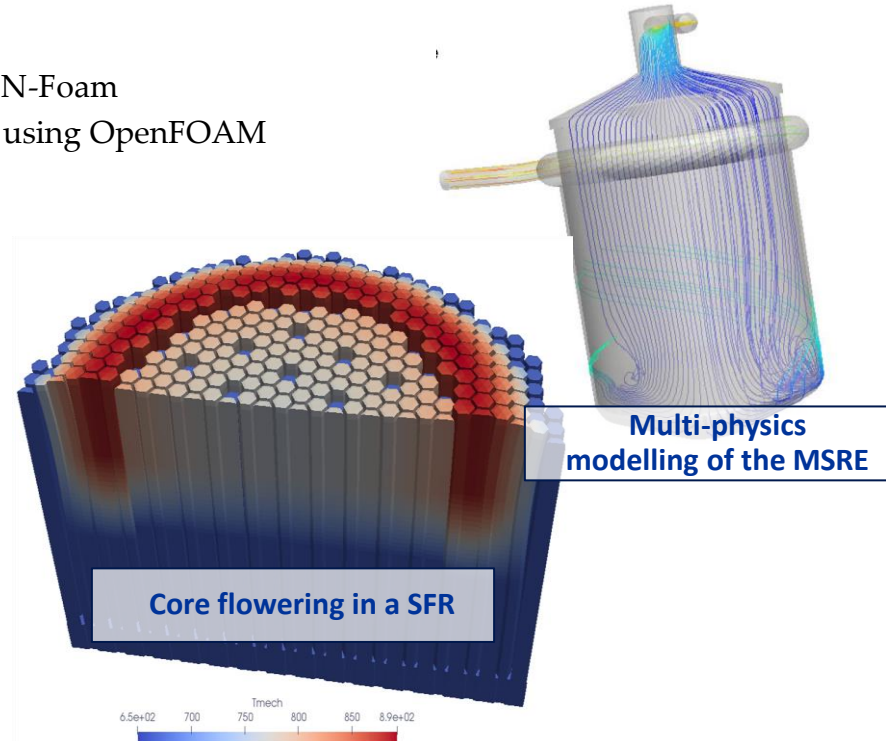 N-Foam
using OpenFOAM
Multi-physics
modelling of the MSRE
Core flowering in a SFR
Tmech
6.5e+02 700 750 800 850 8.9e+02